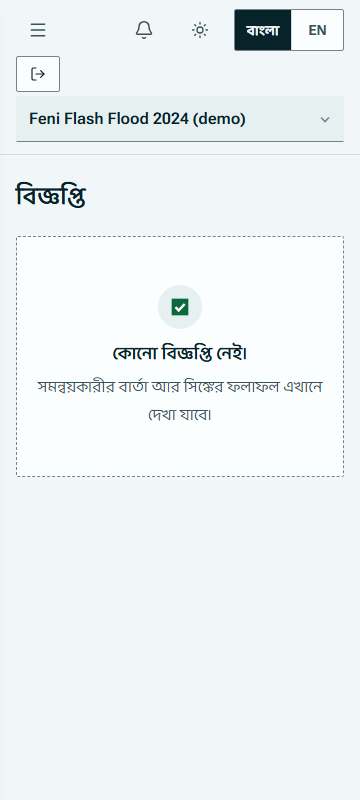 বাংলা
EN
Feni Flash Flood 2024 (demo)
বিজ্ঞপ্তি
কোনো বিজ্ঞপ্তি নেই।
সমন্বয়কারীর বার্তা আর সিঙ্কের ফলাফল এখানে
দেখা যাবে।